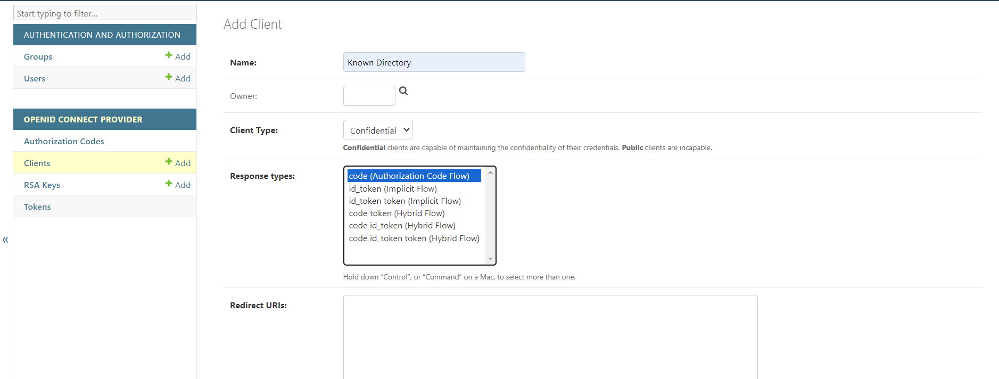 Start typing to filter...
AUTHENTICATION AND AUTHORIZATION
Groups
Add
Users
Add
OPENID CONNECT PROVIDER
Authorization Codes
Clients
Add
RSA Keys
Add
Tokens
«
Add Client
Name:
Known Directory
Owner:
Client Type:
Confidential
Confidential clients are capable of maintaining the confidentiality of their credentials. Public clients are incapable.
Response types:
code (Authorization Code Flow)
id_token (Implicit Flow)
id_token token (Implicit Flow)
code token (Hybrid Flow)
code id_token (Hybrid Flow)
code id_token token (Hybrid Flow)
Hold down “Control”, or “Command” on a Mac, to select more than one.
Redirect URIs: